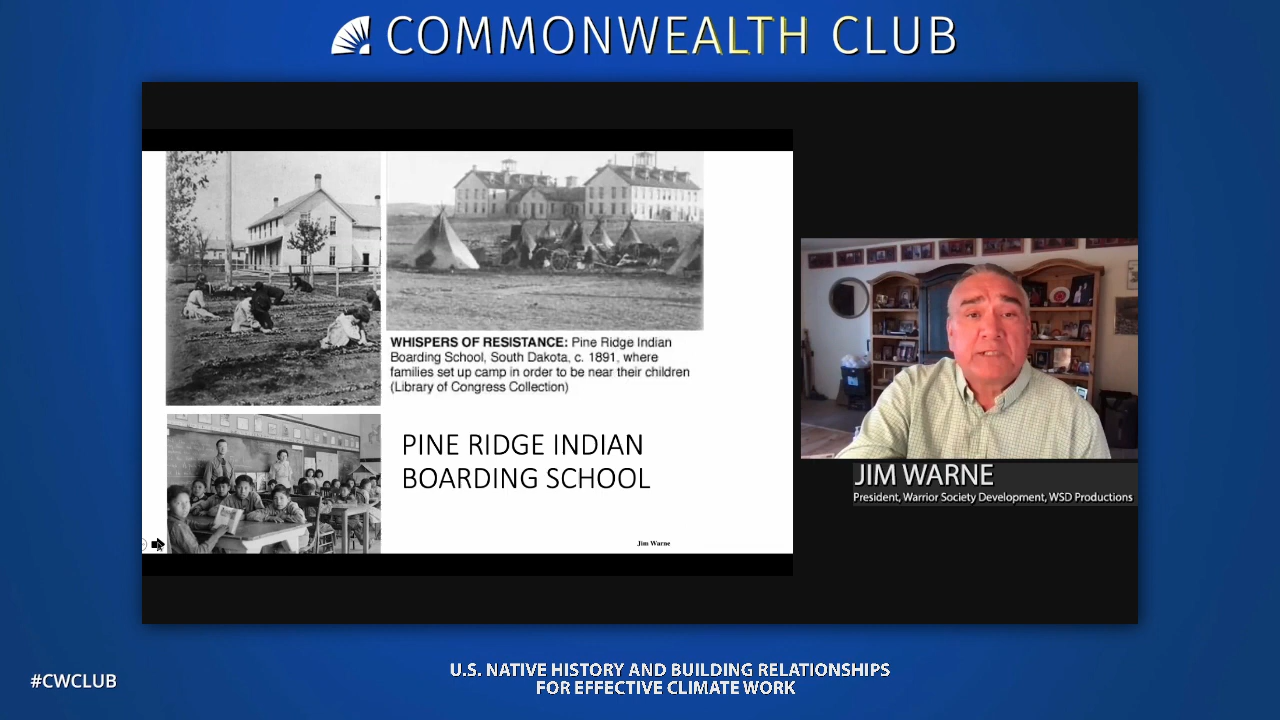 COMMONWEALTH CLUB
WHISPERS OF RESISTANCE: Pine Ridge Indian
Boarding School, South Dakota, c. 1891, where
families set up camp in order to be near their children
(Library of Congress Collection)
PINE RIDGE INDIAN
BOARDING SCHOOL
Jim Warne
JIM WARNE
President, Warrior Society Development, WSD Productions
#CWCLUB
U.S. NATIVE HISTORY AND BUILDING RELATIONSHIPS
FOR EFFECTIVE CLIMATE WORK